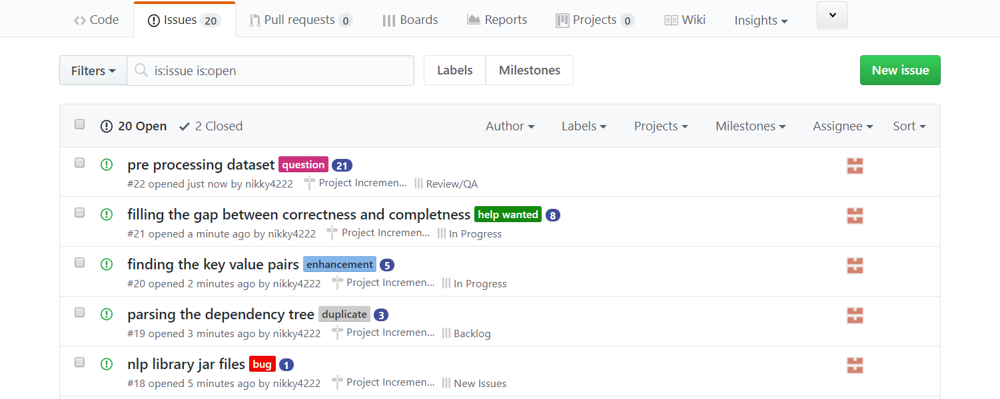 Code Issues 20 Pull requests 0 Boards Reports Projects 0 Wiki Insights
Filters is:issue is:open Labels Milestones New issue
20 Open 2 Closed Author Labels Projects Milestones Assignee Sort
pre processing dataset question 21
#22 opened just now by nikky4222 Project Incremen... Review/QA
filling the gap between correctness and completness help wanted 8
#21 opened a minute ago by nikky4222 Project Incremen... In Progress
finding the key value pairs enhancement 5
#20 opened 2 minutes ago by nikky4222 Project Incremen... In Progress
parsing the dependency tree duplicate 3
#19 opened 3 minutes ago by nikky4222 Project Incremen... Backlog
nlp library jar files bug 1
#18 opened 5 minutes ago by nikky4222 Project Incremen... New Issues